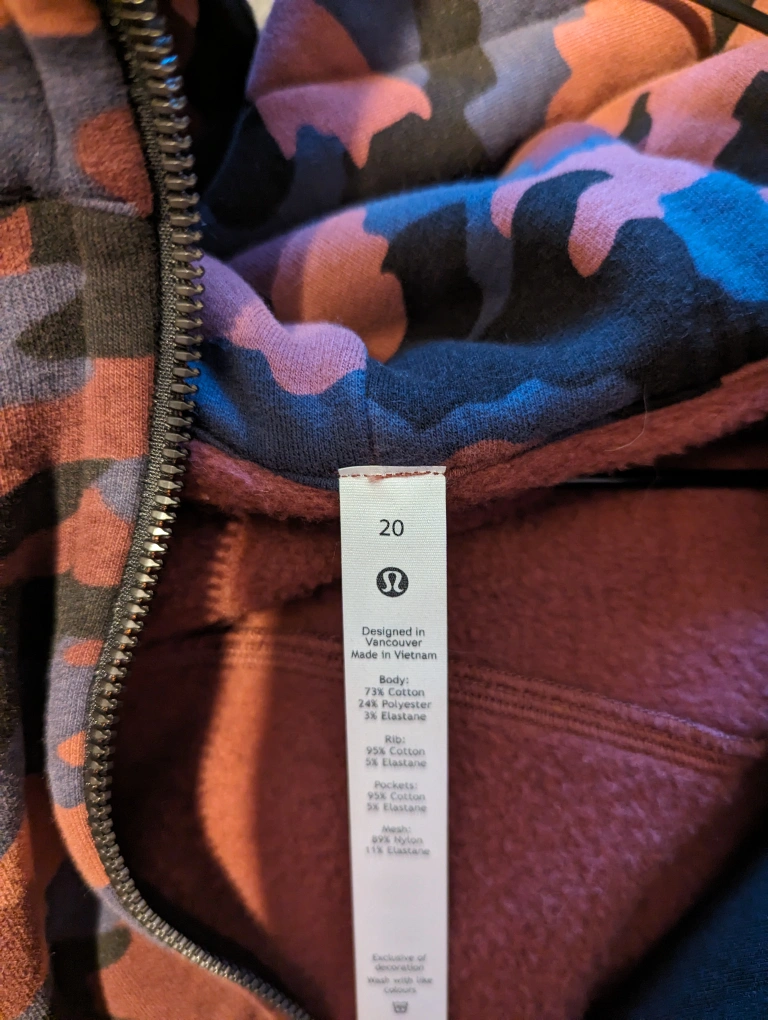 20
Designed in
Vancouver
Made in Vietnam
Body:
73% Cotton
24% Polyester
3% Elastane
Rib:
95% Cotton
5% Elastane
Pockets:
95% Cotton
5% Elastane
Mesh:
89% Nylon
11% Elastane
Exclusive of
decoration
Wash with like
colours